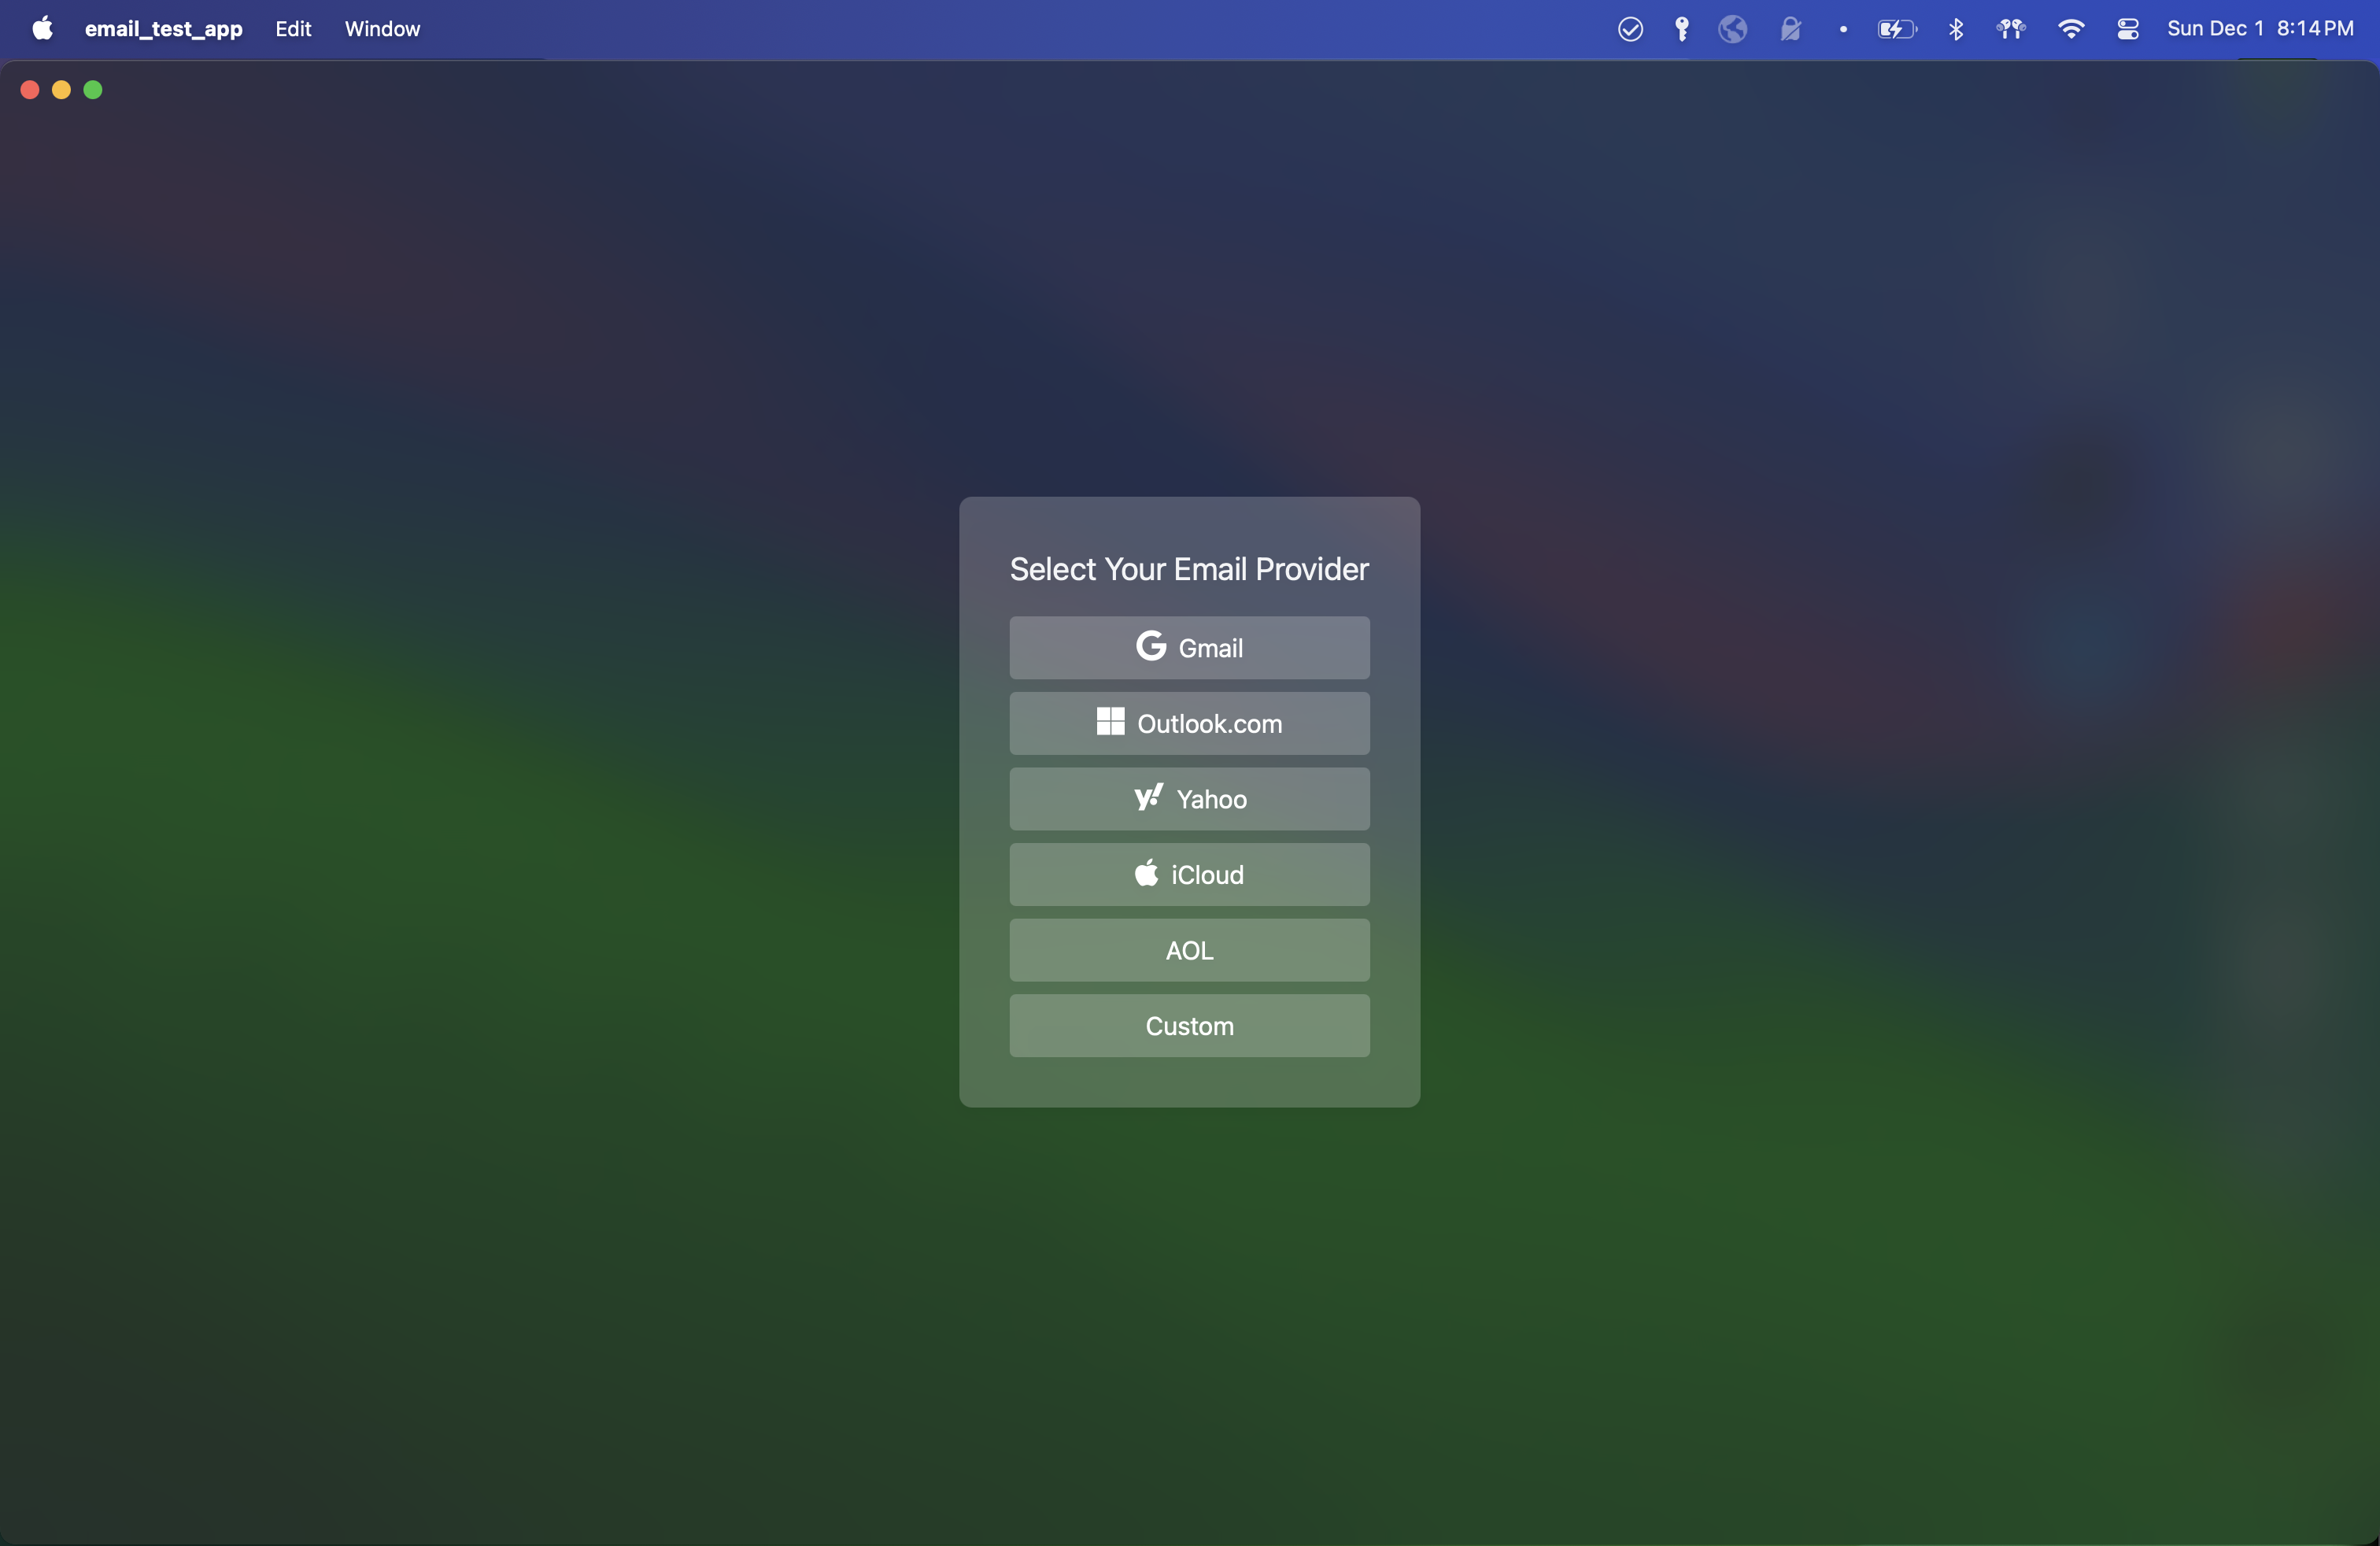 email_test_app Edit Window Sun Dec 1 8:14 PM
Select Your Email Provider
G Gmail
Outlook.com
y! Yahoo
iCloud
AOL
Custom